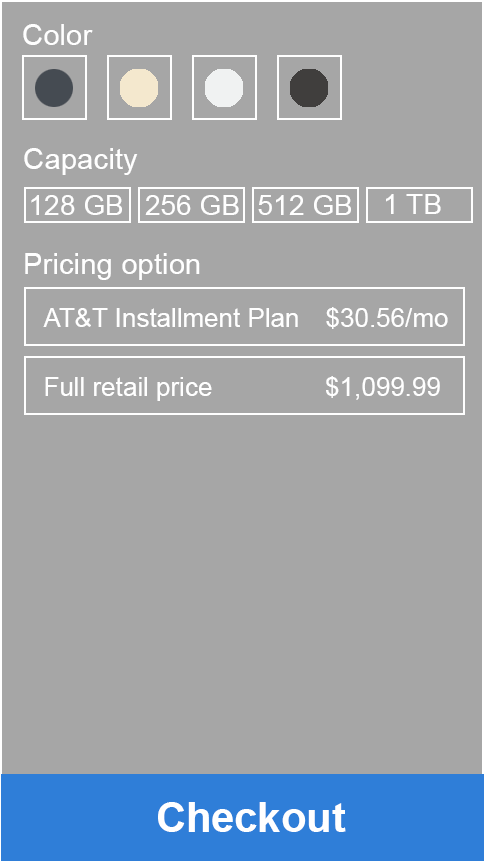 Color
Capacity
128 GB 256 GB 512 GB 1 TB
Pricing option
AT&T Installment Plan $30.56/mo
Full retail price $1,099.99
Checkout